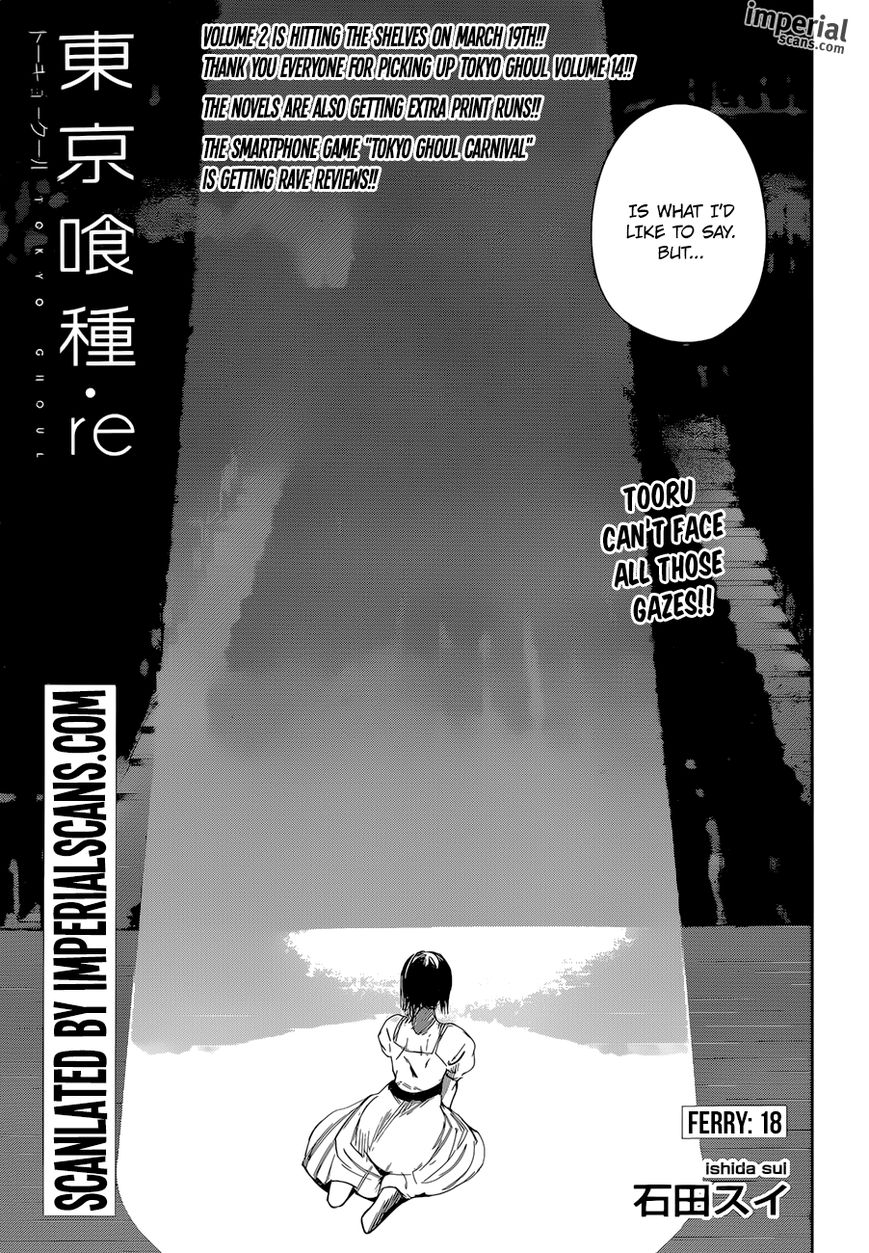 imperial
scans.com
VOLUME 2 IS HITTING THE SHELVES ON MARCH 19TH!!
THANK YOU EVERYONE FOR PICKING UP TOKYO GHOUL VOLUME 14!!
THE NOVELS ARE ALSO GETTING EXTRA PRINT RUNS!!
THE SMARTPHONE GAME "TOKYO GHOUL CARNIVAL"
IS GETTING RAVE REVIEWS!!
東京喰種:re
トーキョーグール TOKYO GHOUL
IS WHAT I'D
LIKE TO SAY.
BUT...
TOORU
CAN'T FACE
ALL THOSE
GAZES!!
SCANLATED BY IMPERIALSCANS.COM
FERRY: 18
ishida sui
石田スイ